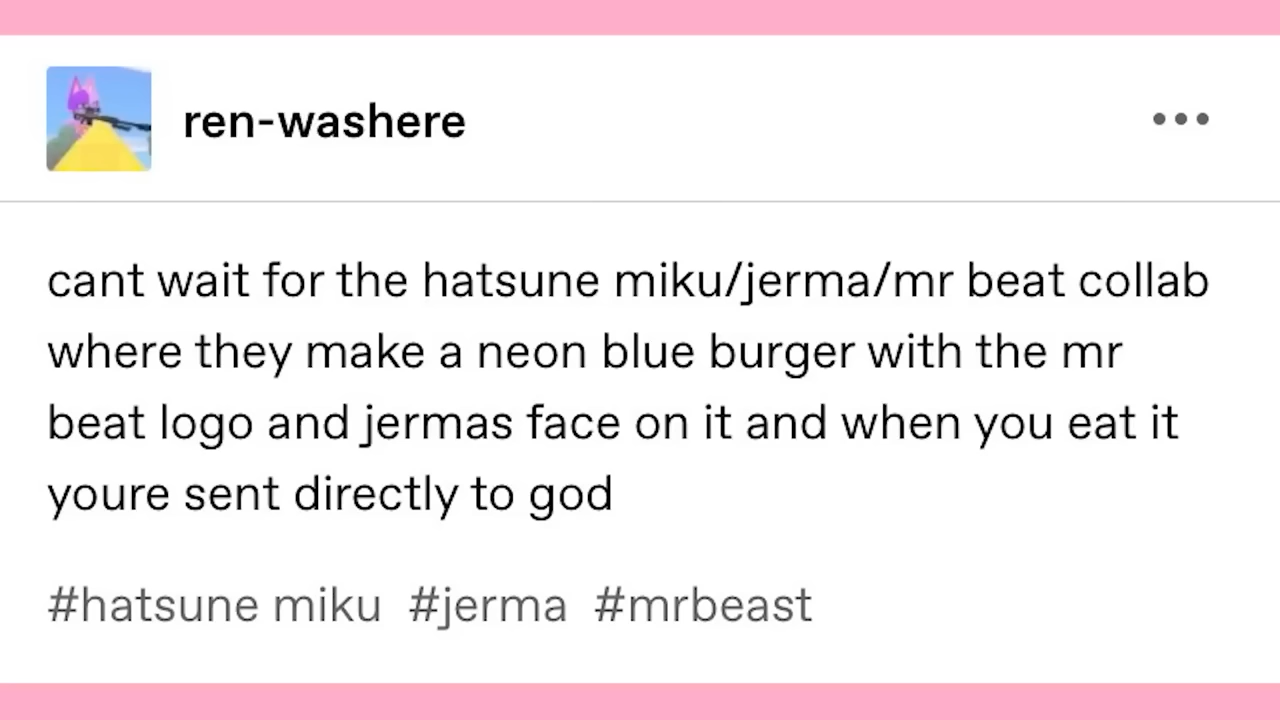 ren-washere
cant wait for the hatsune miku/jerma/mr beat collab
where they make a neon blue burger with the mr
beat logo and jermas face on it and when you eat it
youre sent directly to god
#hatsune miku #jerma #mrbeast